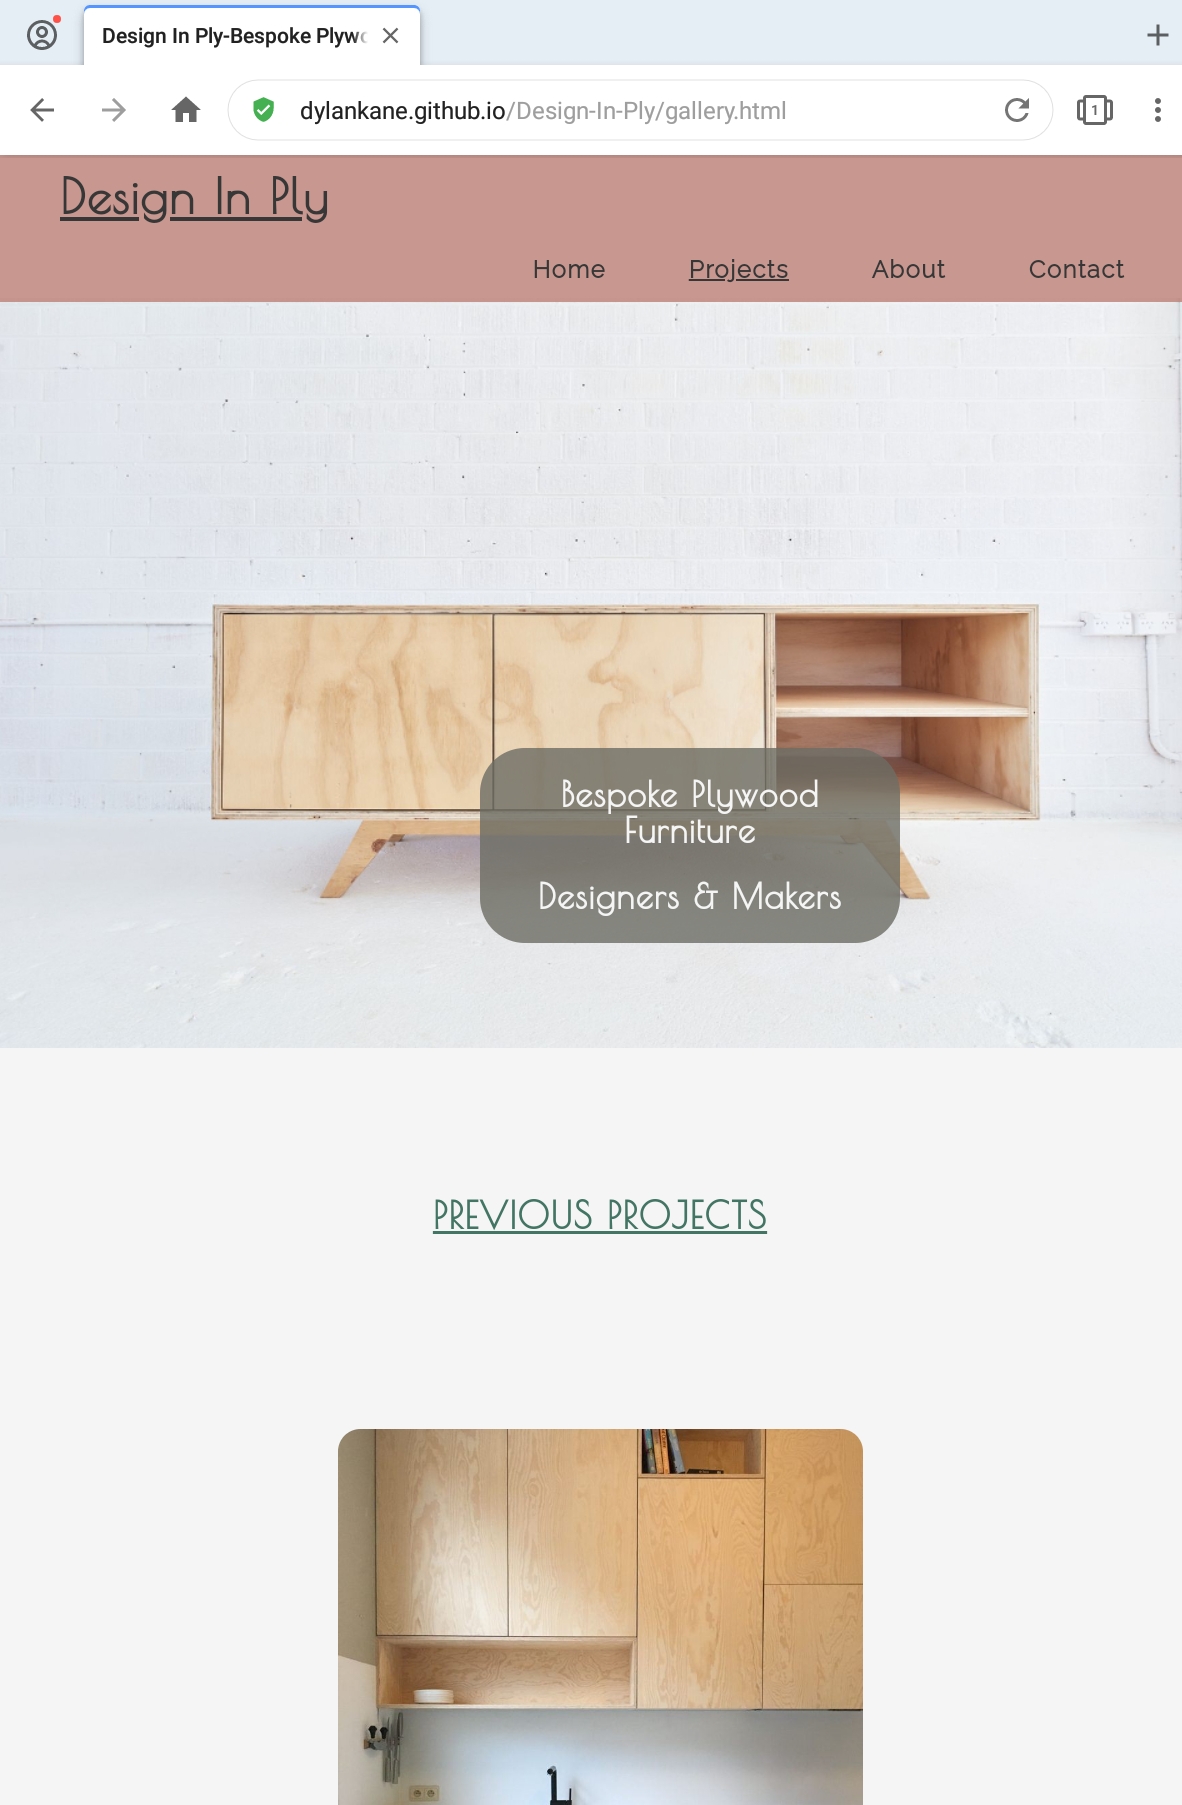 Design In Ply-Bespoke Plyw
dylankane.github.io/Design-In-Ply/gallery.html
1
Design In Ply
Home Projects About Contact
Bespoke Plywood
Furniture
Designers & Makers
PREVIOUS PROJECTS